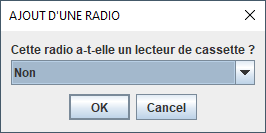 AJOUT D'UNE RADIO
Cette radio a-t-elle un lecteur de cassette ?
Non
OK
Cancel